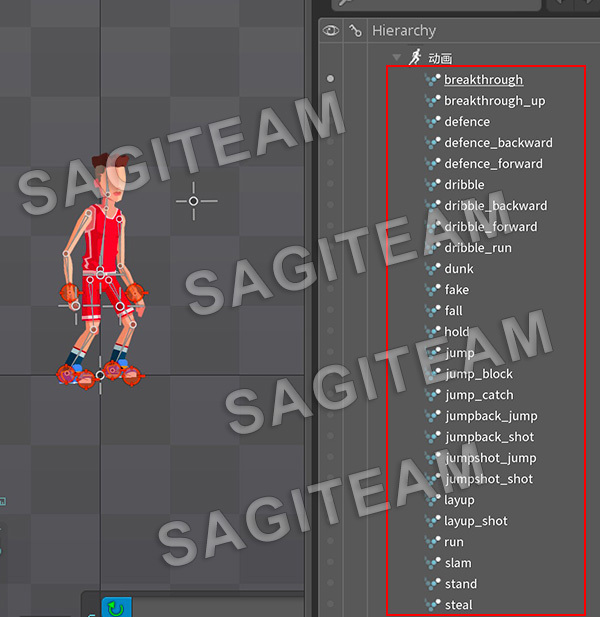 Hierarchy
动画
breakthrough
breakthrough_up
defence
defence_backward
defence_forward
dribble
dribble_backward
dribble_forward
dribble_run
dunk
fake
fall
hold
jump
jump_block
jump_catch
jumpback_jump
jumpback_shot
jumpshot_jump
jumpshot_shot
layup
layup_shot
run
slam
stand
steal
SAGITEAM
SAGITEAM
SAGITEAM
SAGITEAM